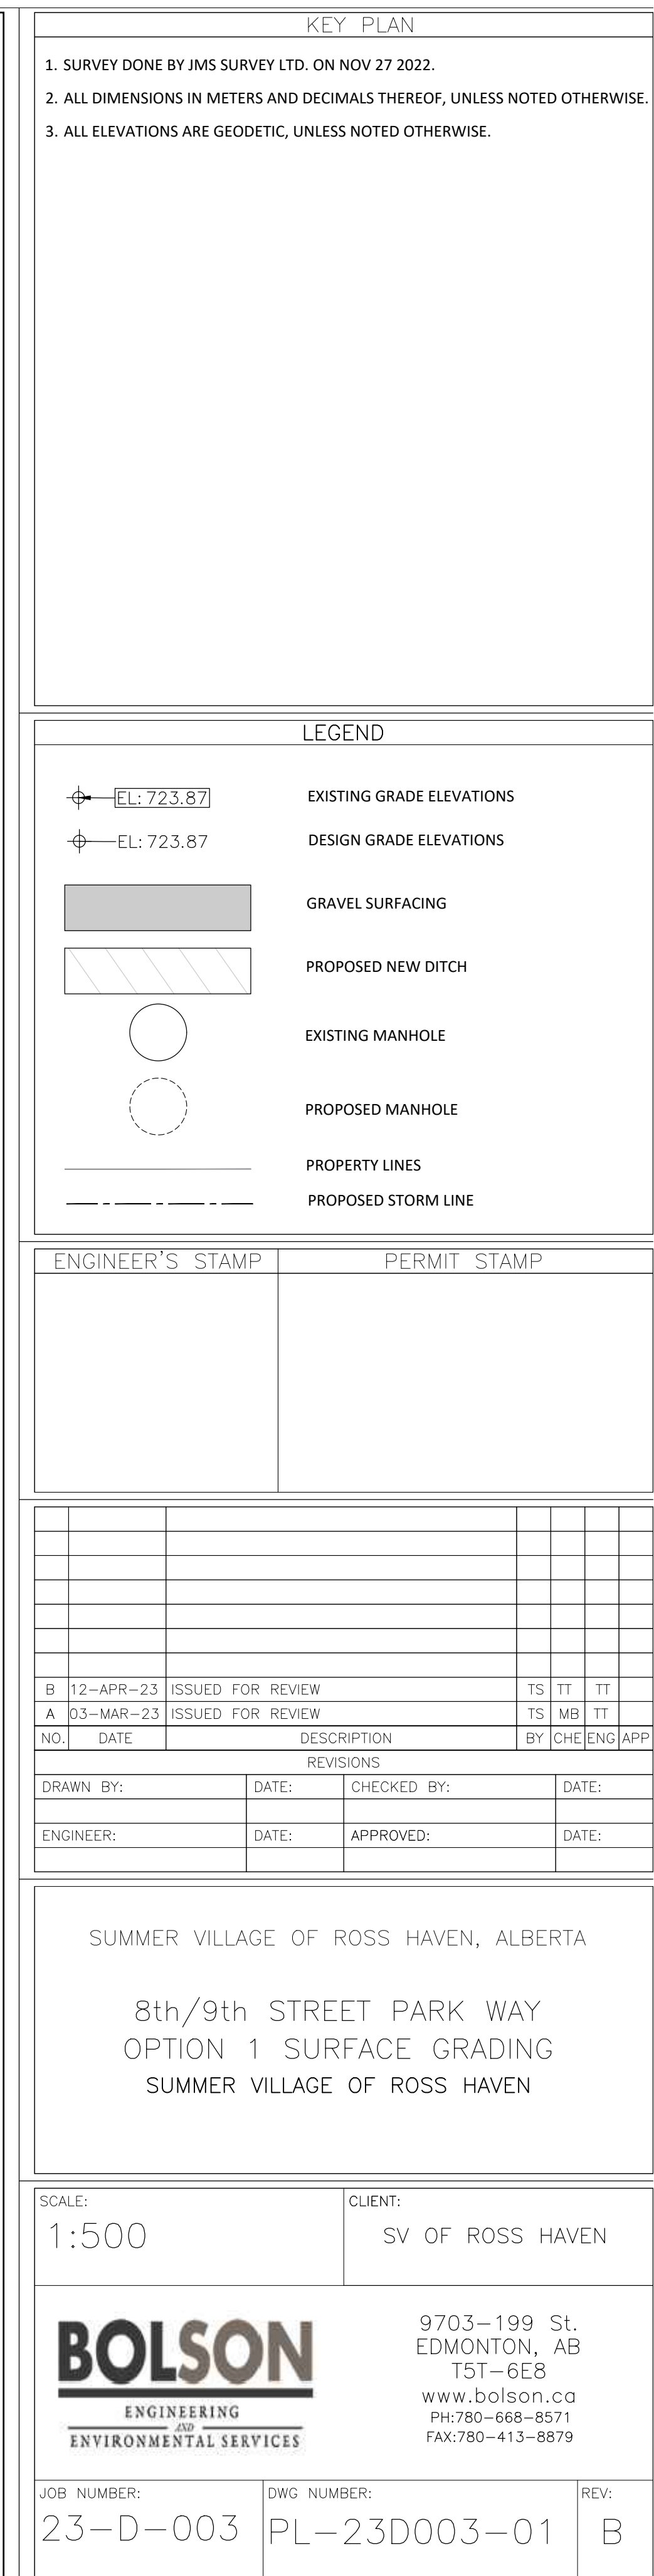 KEY PLAN
1. SURVEY DONE BY JMS SURVEY LTD. ON NOV 27 2022.
2. ALL DIMENSIONS IN METERS AND DECIMALS THEREOF, UNLESS NOTED OTHERWISE.
3. ALL ELEVATIONS ARE GEODETIC, UNLESS NOTED OTHERWISE.
LEGEND
EL: 723.87 EXISTING GRADE ELEVATIONS
EL: 723.87 DESIGN GRADE ELEVATIONS
GRAVEL SURFACING
PROPOSED NEW DITCH
EXISTING MANHOLE
PROPOSED MANHOLE
PROPERTY LINES
PROPOSED STORM LINE
ENGINEER'S STAMP PERMIT STAMP
B 12-APR-23 ISSUED FOR REVIEW TS TT TT
A 03-MAR-23 ISSUED FOR REVIEW TS MB TT
NO. DATE DESCRIPTION BY CHE ENG APP
REVISIONS
DRAWN BY: DATE: CHECKED BY: DATE:
ENGINEER: DATE: APPROVED: DATE:
SUMMER VILLAGE OF ROSS HAVEN, ALBERTA
8th/9th STREET PARK WAY
OPTION 1 SURFACE GRADING
SUMMER VILLAGE OF ROSS HAVEN
SCALE: CLIENT:
1:500 SV OF ROSS HAVEN
BOLSON
ENGINEERING
AND
ENVIRONMENTAL SERVICES
9703-199 St.
EDMONTON, AB
T5T-6E8
www.bolson.ca
PH:780-668-8571
FAX:780-413-8879
JOB NUMBER: DWG NUMBER: REV:
23-D-003 PL-23D003-01 B